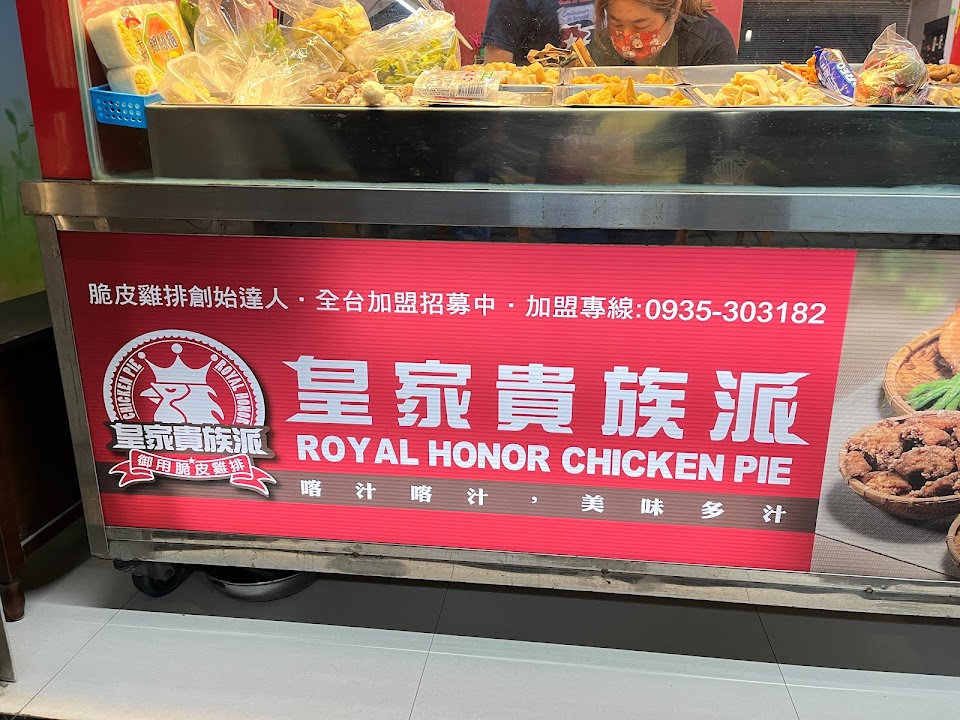 脆皮雞排創始達人·全台加盟招募中·加盟專線:0935-303182
CHICKEN PIE ROYAL HONOR
皇家貴族派
御用★脆皮雞排
皇家貴族派
ROYAL HONOR CHICKEN PIE
喀汁喀汁，美味多汁